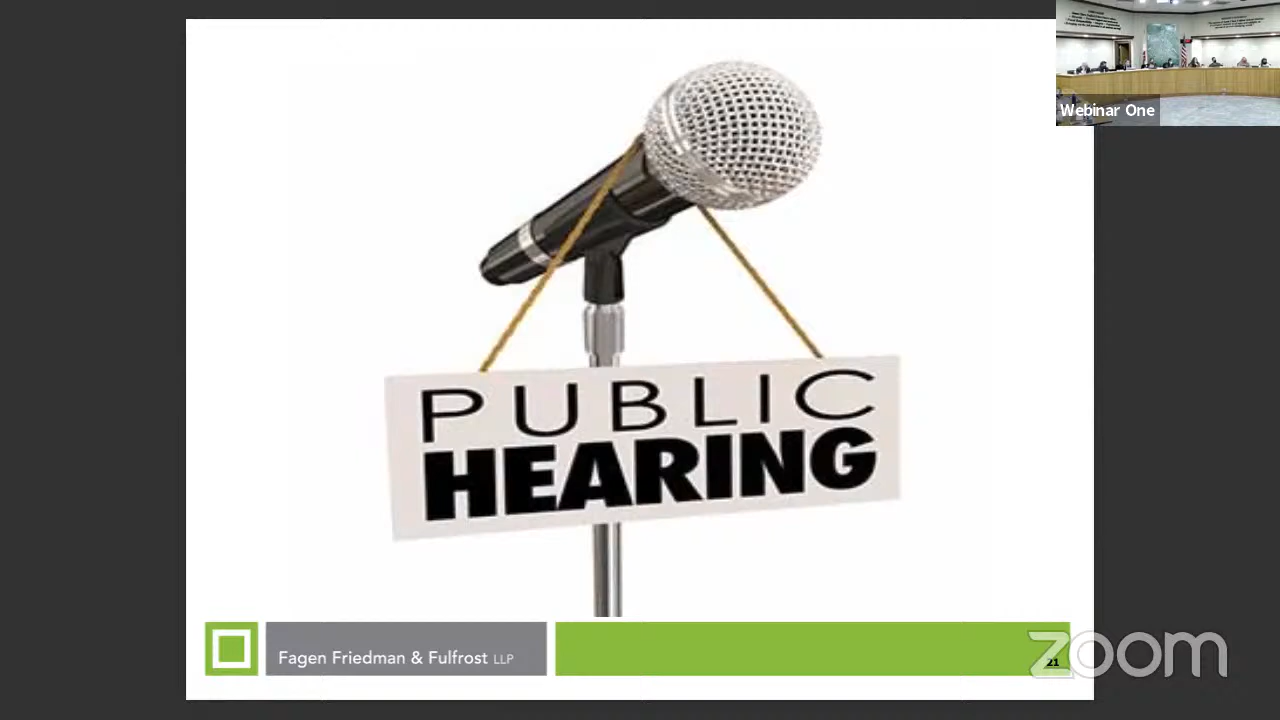 Webinar One
PUBLIC
HEARING
Fagen Friedman & Fulfrost LLP
21
zoom